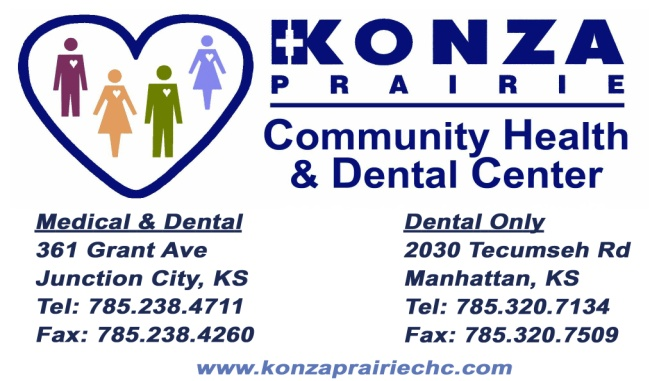 KONZA
PRAIRIE
Community Health
& Dental Center
Medical & Dental
361 Grant Ave
Junction City, KS
Tel: 785.238.4711
Fax: 785.238.4260
Dental Only
2030 Tecumseh Rd
Manhattan, KS
Tel: 785.320.7134
Fax: 785.320.7509
www.konzaprairiechc.com